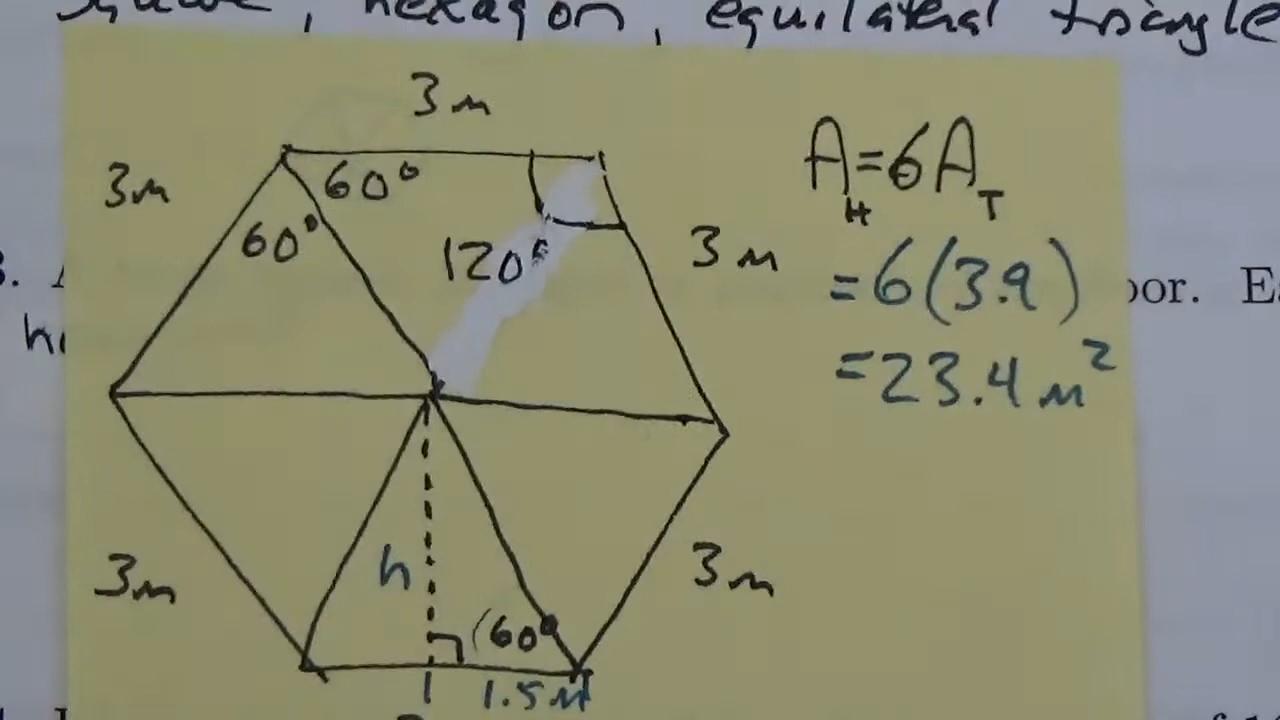 , hexagon, equilateral triangle
3m
3m
60°
60°
120°
3m
A_H=6A_T
=6(3.9)
=23.4 m²
oor. E
3m
h
(60°
3m
1.5m